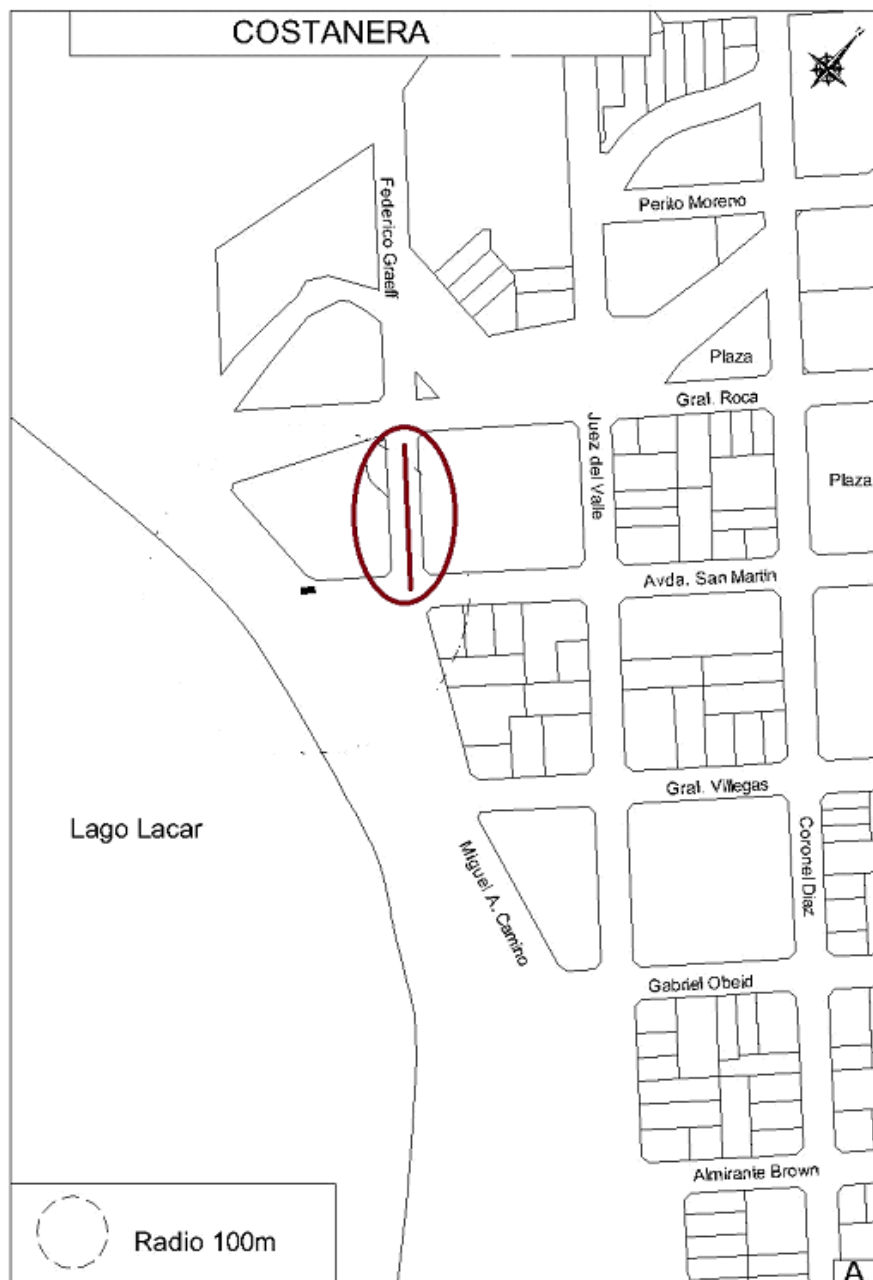 COSTANERA
Federico Graeff
Perito Moreno
Plaza
Gral. Roca
Juez del Valle
Plaza
Avda. San Martin
Gral. Villegas
Lago Lacar
Miguel A. Camino
Coronel Diaz
Gabriel Obeid
Almirante Brown
Radio 100m
A